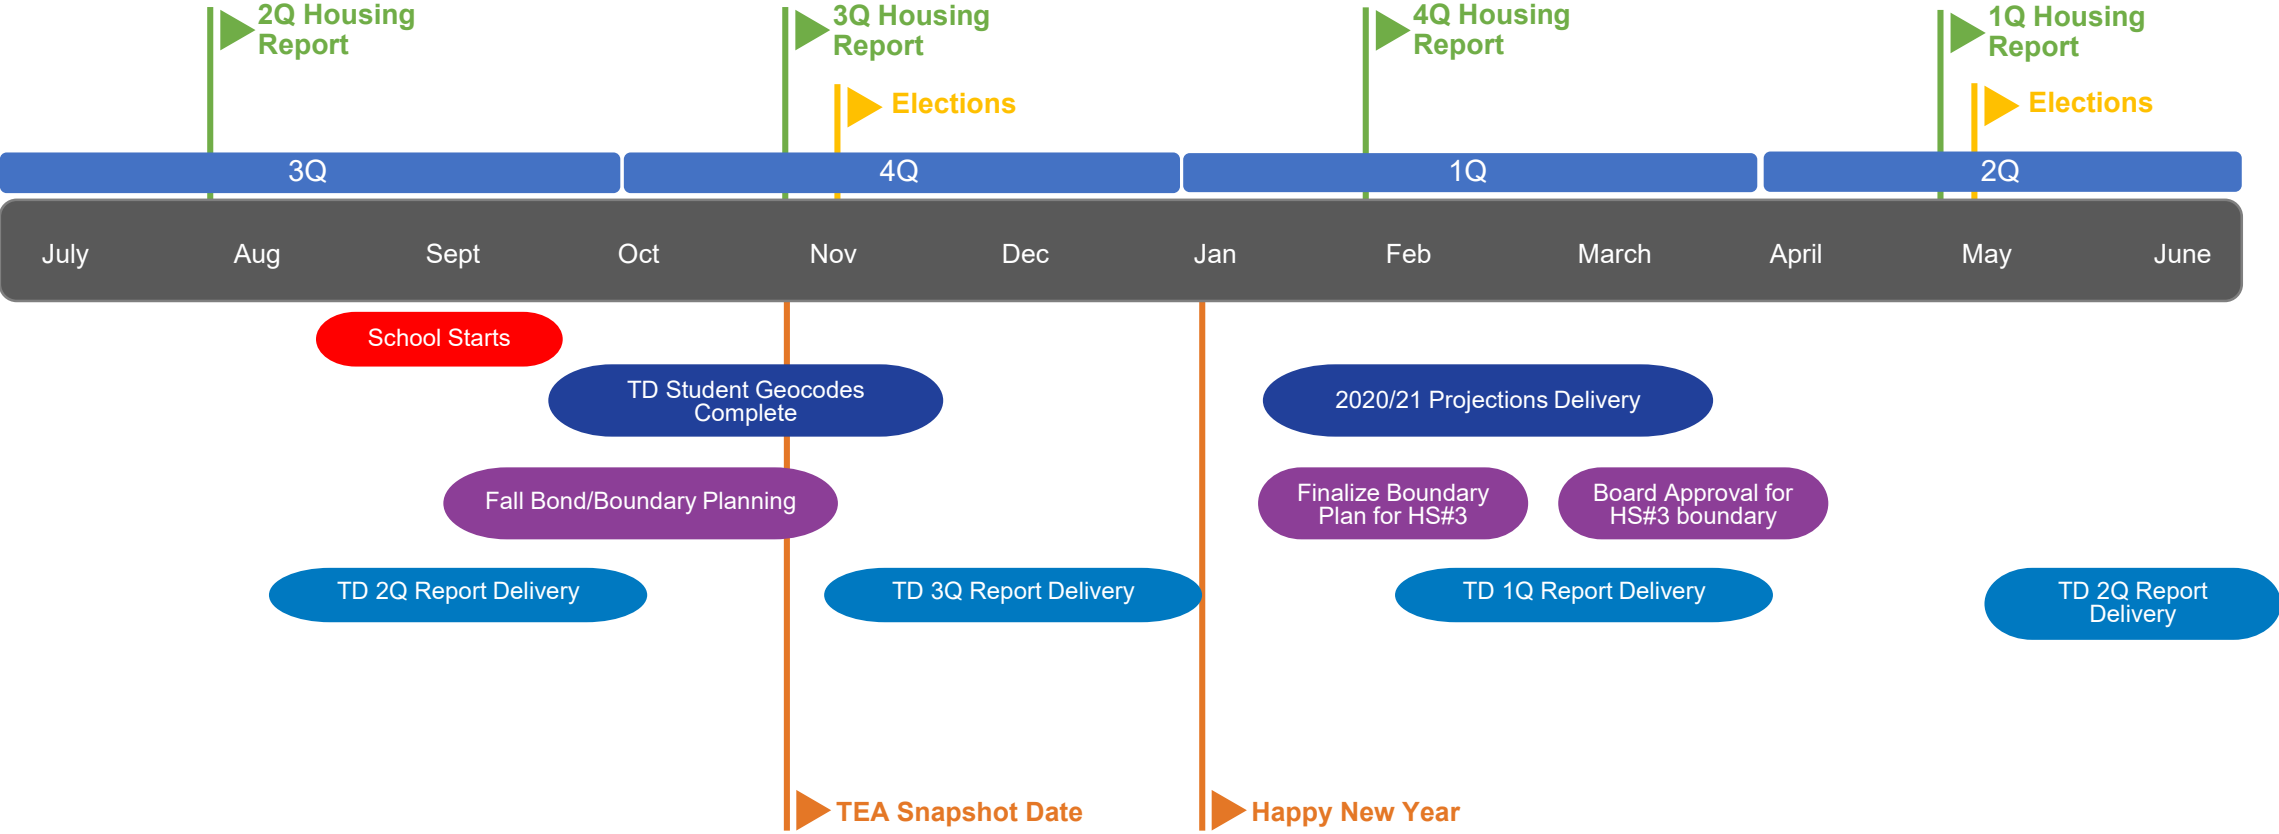 2Q Housing
Report
3Q Housing
Report
4Q Housing
Report
1Q Housing
Report
Elections
Elections
3Q
4Q
1Q
2Q
July
Aug
Sept
Oct
Nov
Dec
Jan
Feb
March
April
May
June
School Starts
TD Student Geocodes
Complete
2020/21 Projections Delivery
Fall Bond/Boundary Planning
Finalize Boundary
Plan for HS#3
Board Approval for
HS#3 boundary
TD 2Q Report Delivery
TD 3Q Report Delivery
TD 1Q Report Delivery
TD 2Q Report
Delivery
TEA Snapshot Date
Happy New Year